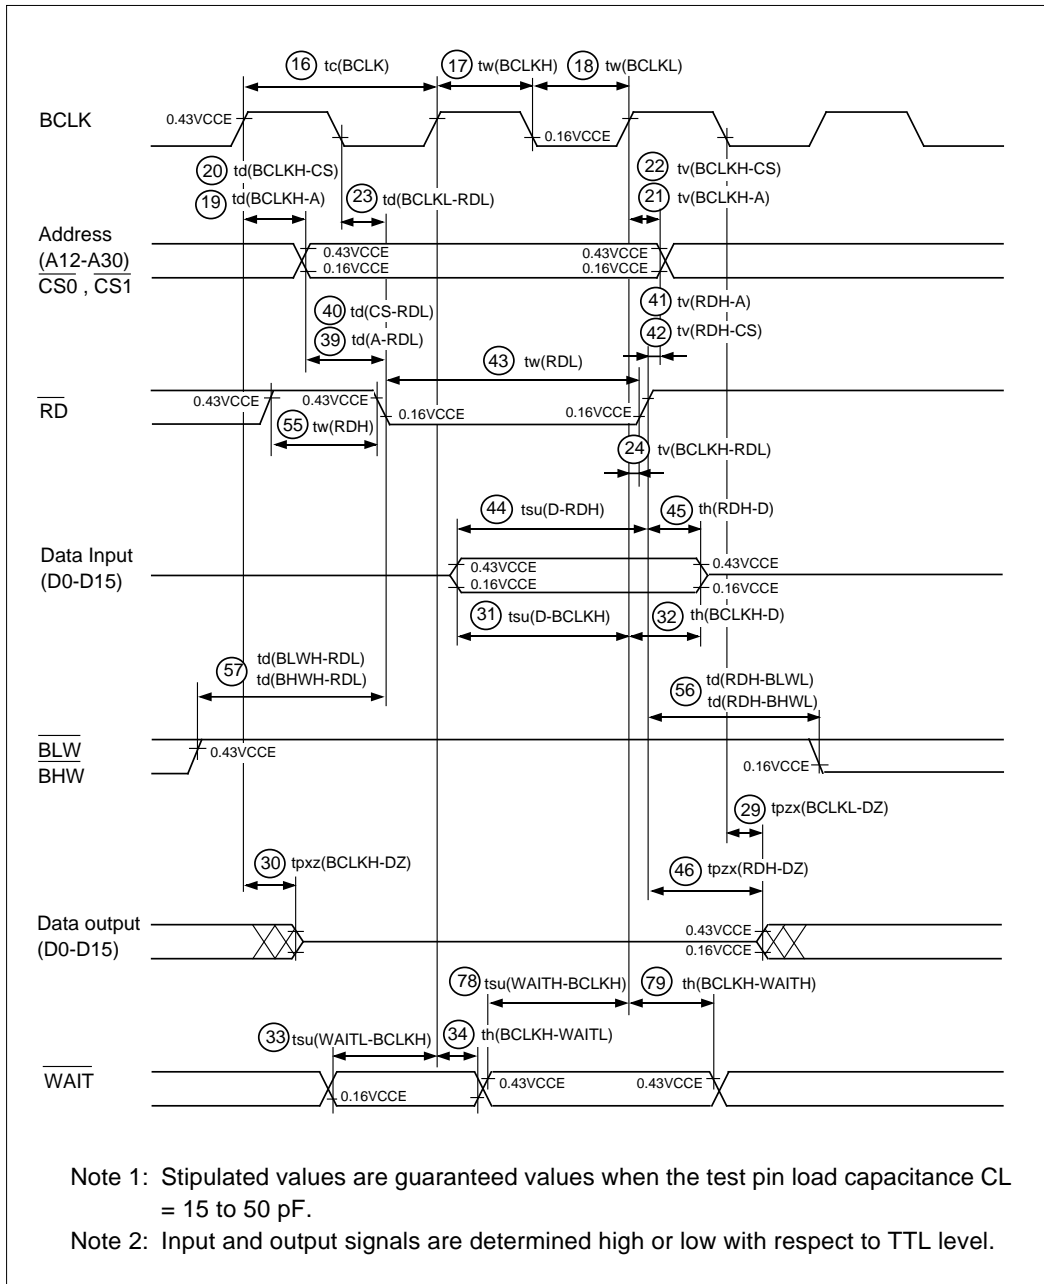 16 tc(BCLK) 17 tw(BCLKH) 18 tw(BCLKL)
BCLK 0.43VCCE 0.16VCCE
20 td(BCLKH-CS) 22 tv(BCLKH-CS)
19 td(BCLKH-A) 23 td(BCLKL-RDL) 21 tv(BCLKH-A)
Address
(A12-A30) 0.43VCCE 0.43VCCE
CS0 , CS1 0.16VCCE 0.16VCCE
40 td(CS-RDL) 41 tv(RDH-A)
39 td(A-RDL) 42 tv(RDH-CS)
43 tw(RDL)
RD 0.43VCCE 0.43VCCE 0.16VCCE 0.16VCCE
55 tw(RDH)
24 tv(BCLKH-RDL)
44 tsu(D-RDH) 45 th(RDH-D)
Data Input 0.43VCCE 0.43VCCE
(D0-D15) 0.16VCCE 0.16VCCE
31 tsu(D-BCLKH) 32 th(BCLKH-D)
57 td(BLWH-RDL)
td(BHWH-RDL)
56 td(RDH-BLWL)
td(RDH-BHWL)
BLW 0.43VCCE
BHW 0.16VCCE
29 tpzx(BCLKL-DZ)
30 tpxz(BCLKH-DZ) 46 tpzx(RDH-DZ)
Data output 0.43VCCE
(D0-D15) 0.16VCCE
78 tsu(WAITH-BCLKH) 79 th(BCLKH-WAITH)
33 tsu(WAITL-BCLKH) 34 th(BCLKH-WAITL)
WAIT 0.16VCCE 0.43VCCE 0.43VCCE
Note 1: Stipulated values are guaranteed values when the test pin load capacitance CL
= 15 to 50 pF.
Note 2: Input and output signals are determined high or low with respect to TTL level.